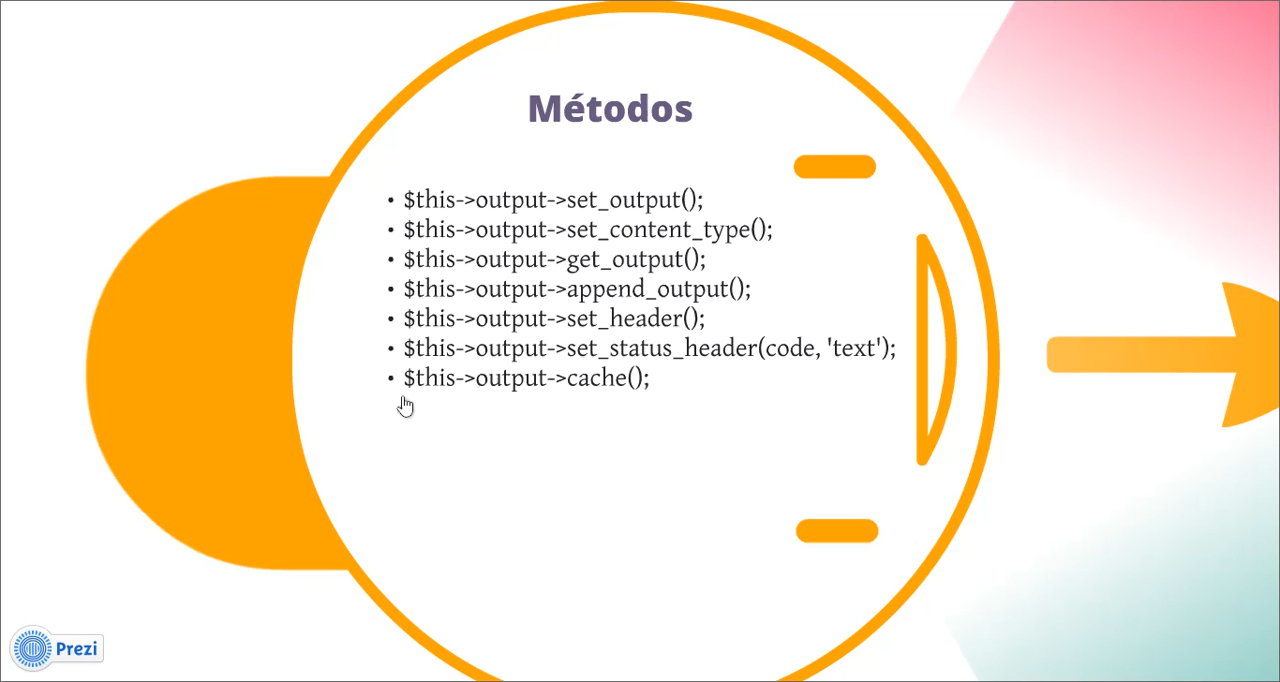 Métodos
• $this->output->set_output();
• $this->output->set_content_type();
• $this->output->get_output();
• $this->output->append_output();
• $this->output->set_header();
• $this->output->set_status_header(code, 'text');
• $this->output->cache();
Prezi